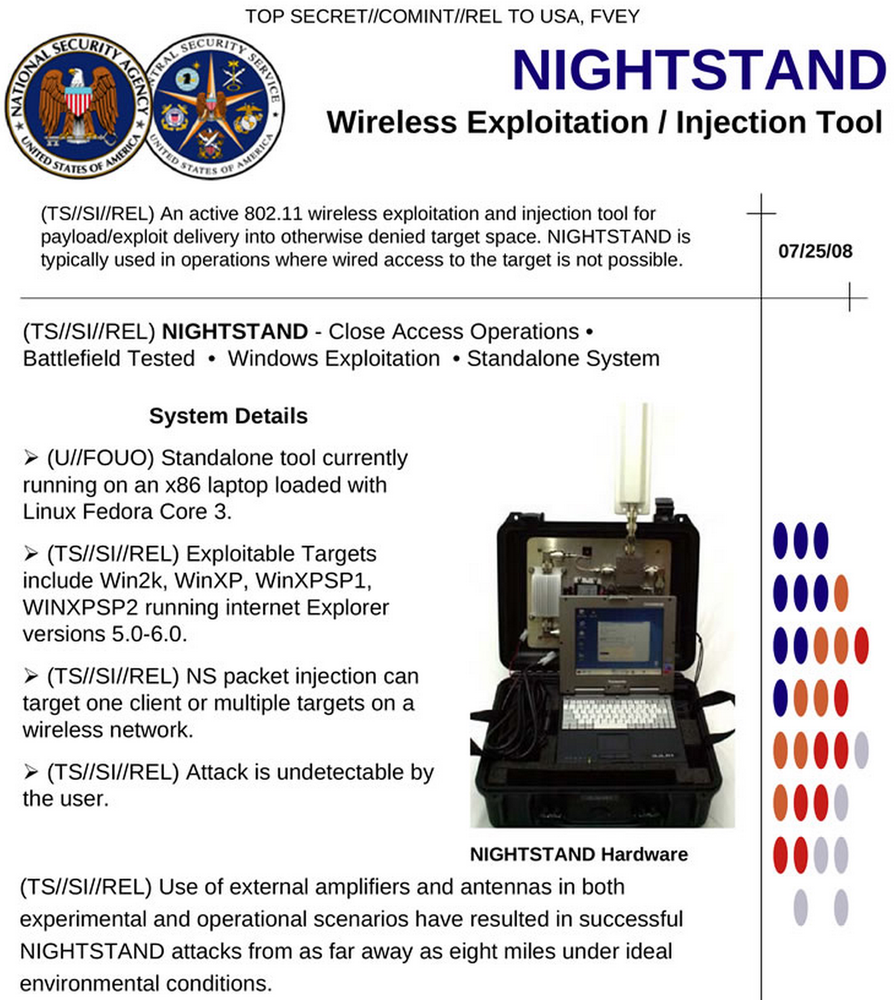 TOP SECRET//COMINT//REL TO USA, FVEY
NATIONAL SECURITY AGENCY
UNITED STATES OF AMERICA
TRAL SECURITY SERVICE
UNITED STATES OF AMERICA
NIGHTSTAND
Wireless Exploitation / Injection Tool
(TS//SI//REL) An active 802.11 wireless exploitation and injection tool for
payload/exploit delivery into otherwise denied target space. NIGHTSTAND is
typically used in operations where wired access to the target is not possible.
07/25/08
(TS//SI//REL) NIGHTSTAND - Close Access Operations •
Battlefield Tested • Windows Exploitation • Standalone System
System Details
➢ (U//FOUO) Standalone tool currently
running on an x86 laptop loaded with
Linux Fedora Core 3.
➢ (TS//SI//REL) Exploitable Targets
include Win2k, WinXP, WinXPSP1,
WINXPSP2 running internet Explorer
versions 5.0-6.0.
➢ (TS//SI//REL) NS packet injection can
target one client or multiple targets on a
wireless network.
➢ (TS//SI//REL) Attack is undetectable by
the user.
Panasonic
NIGHTSTAND Hardware
(TS//SI//REL) Use of external amplifiers and antennas in both
experimental and operational scenarios have resulted in successful
NIGHTSTAND attacks from as far away as eight miles under ideal
environmental conditions.